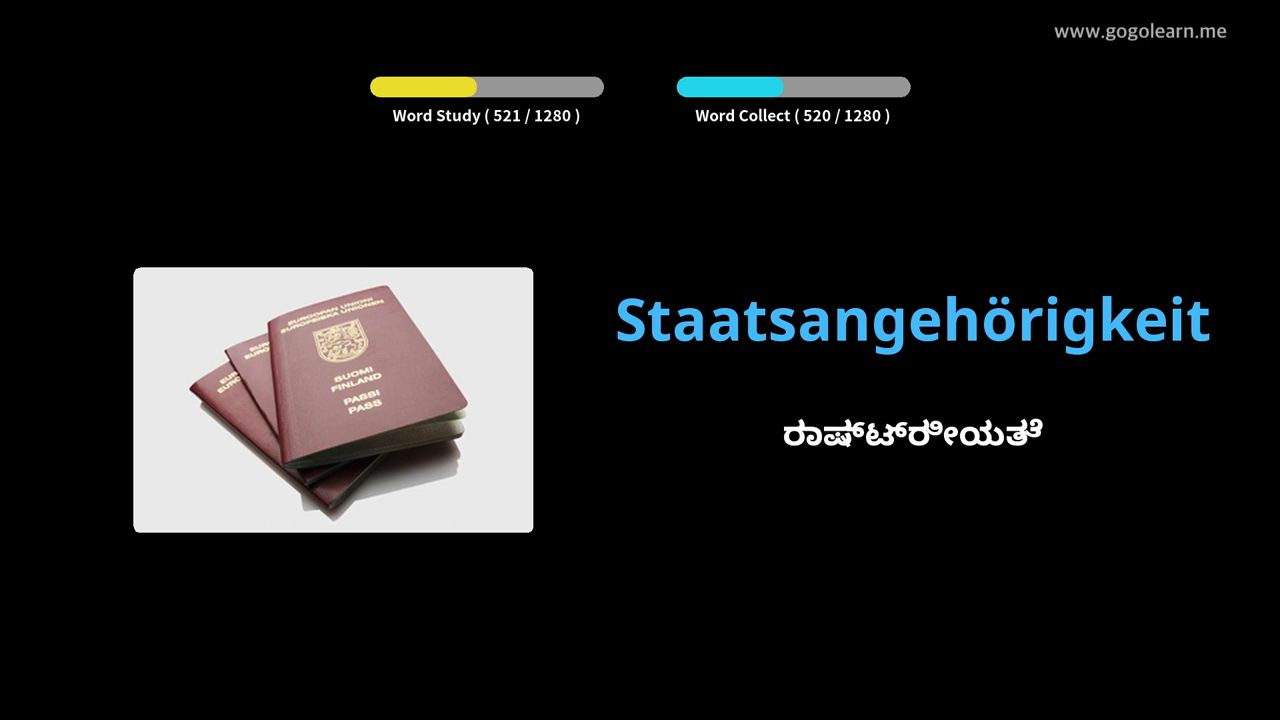 www.gogolearn.me
Word Study ( 521 / 1280 )
Word Collect ( 520 / 1280 )
EUROOPAN UNIONI
EUROPEISKA UNIONEN
SUOMI
FINLAND
PASSI
PASS
Staatsangehörigkeit
ರಾಷ್ಟ್ರೀಯತೆ